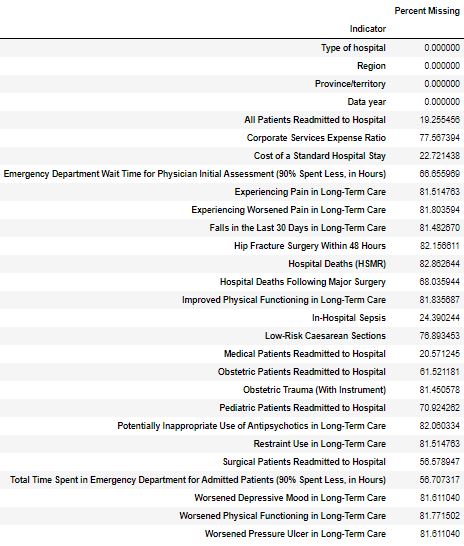 Percent Missing
Indicator
Type of hospital 0.000000
Region 0.000000
Province/territory 0.000000
Data year 0.000000
All Patients Readmitted to Hospital 19.255456
Corporate Services Expense Ratio 77.567394
Cost of a Standard Hospital Stay 22.721438
Emergency Department Wait Time for Physician Initial Assessment (90% Spent Less, in Hours) 66.655969
Experiencing Pain in Long-Term Care 81.514763
Experiencing Worsened Pain in Long-Term Care 81.803594
Falls in the Last 30 Days in Long-Term Care 81.482670
Hip Fracture Surgery Within 48 Hours 82.156611
Hospital Deaths (HSMR) 82.862644
Hospital Deaths Following Major Surgery 68.035944
Improved Physical Functioning in Long-Term Care 81.835687
In-Hospital Sepsis 24.390244
Low-Risk Caesarean Sections 76.893453
Medical Patients Readmitted to Hospital 20.571245
Obstetric Patients Readmitted to Hospital 61.521181
Obstetric Trauma (With Instrument) 81.450578
Pediatric Patients Readmitted to Hospital 70.924262
Potentially Inappropriate Use of Antipsychotics in Long-Term Care 82.060334
Restraint Use in Long-Term Care 81.514763
Surgical Patients Readmitted to Hospital 56.578947
Total Time Spent in Emergency Department for Admitted Patients (90% Spent Less, in Hours) 56.707317
Worsened Depressive Mood in Long-Term Care 81.611040
Worsened Physical Functioning in Long-Term Care 81.771502
Worsened Pressure Ulcer in Long-Term Care 81.611040